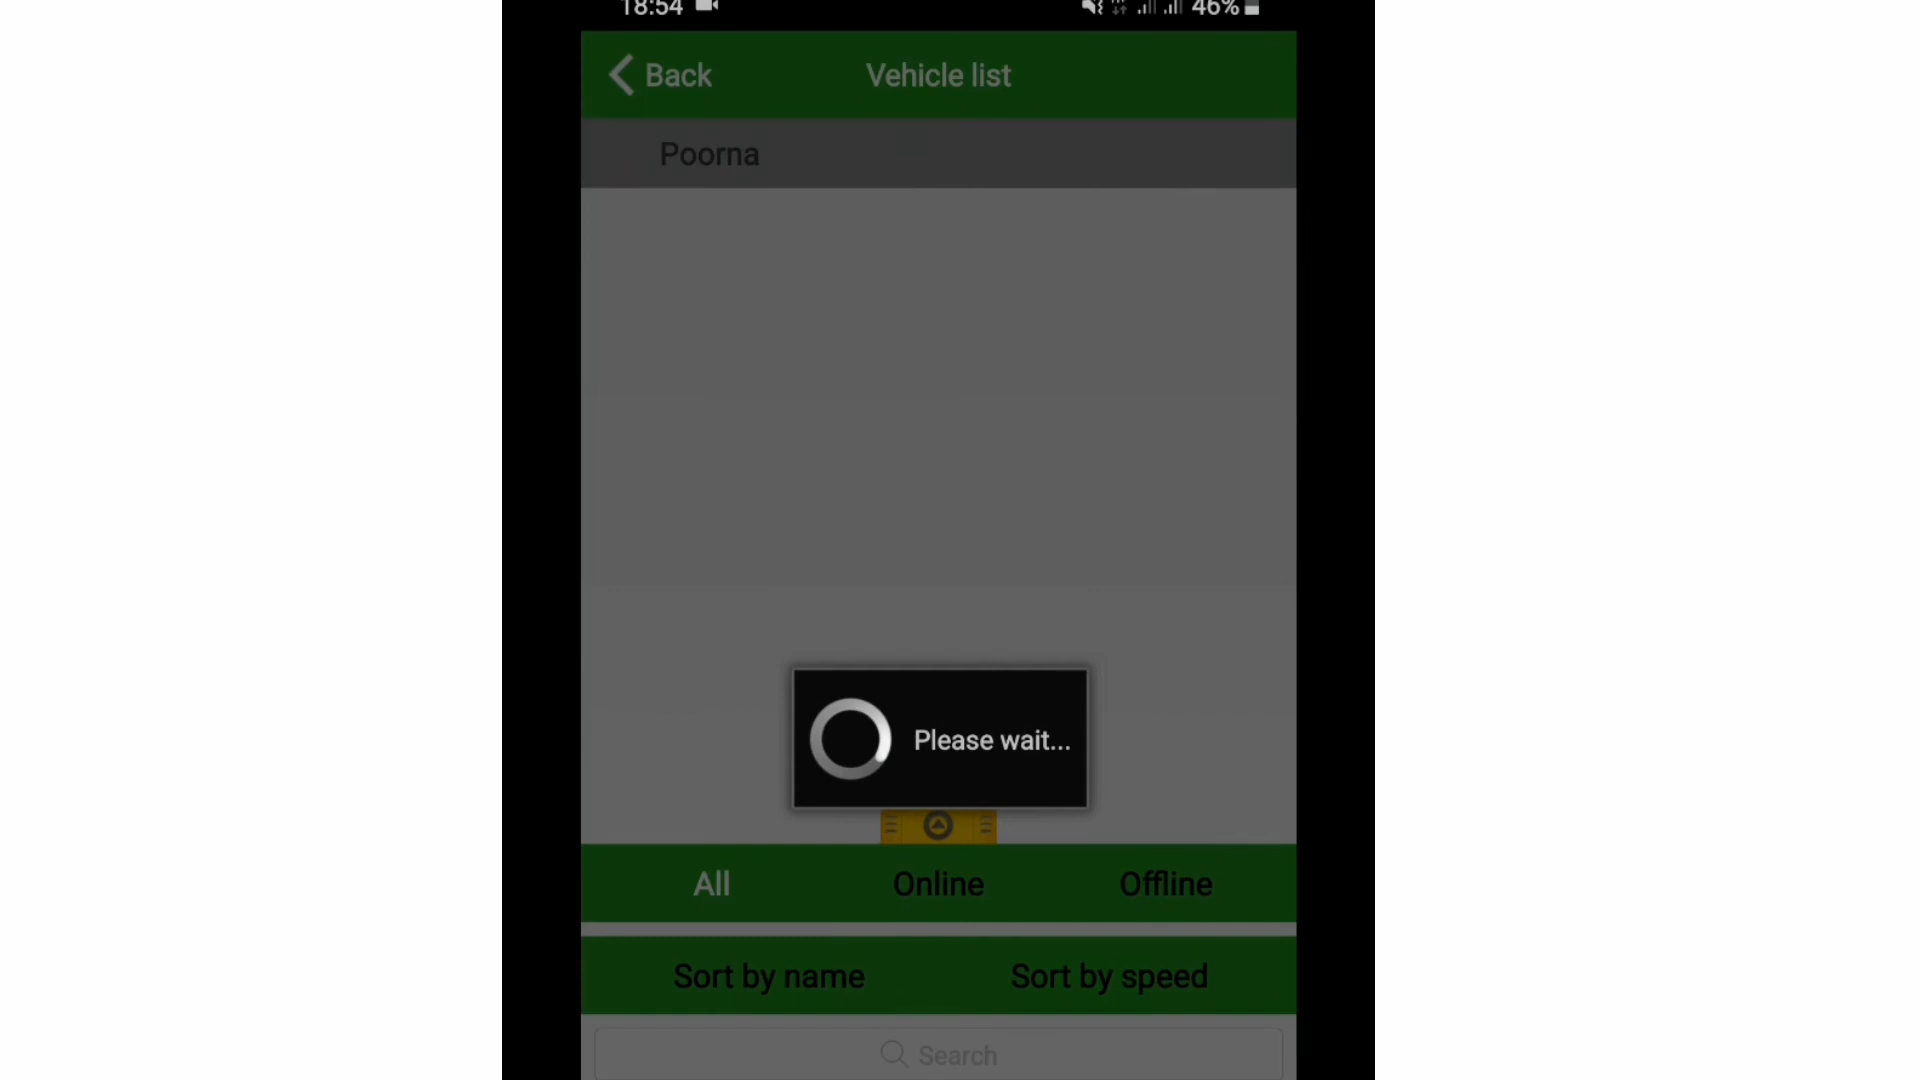 18:54 46%
Back Vehicle list
Poorna
Please wait...
All Online Offline
Sort by name Sort by speed
Search